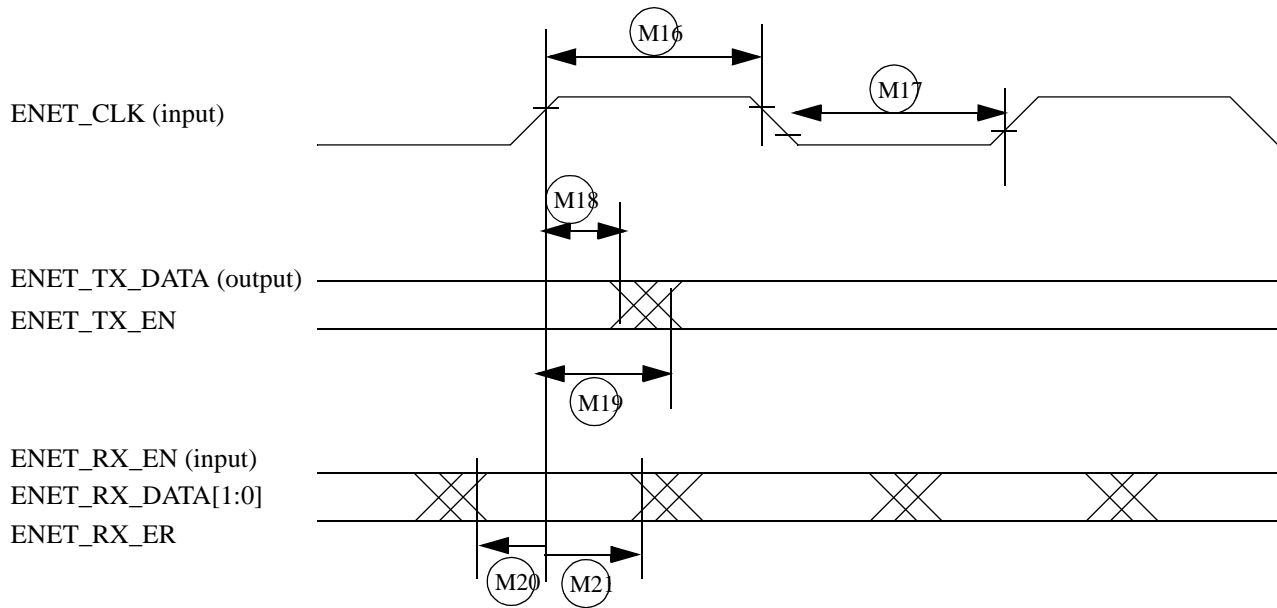 M16
M17
ENET_CLK (input)
M18
ENET_TX_DATA (output)
ENET_TX_EN
M19
ENET_RX_EN (input)
ENET_RX_DATA[1:0]
ENET_RX_ER
M20
M21